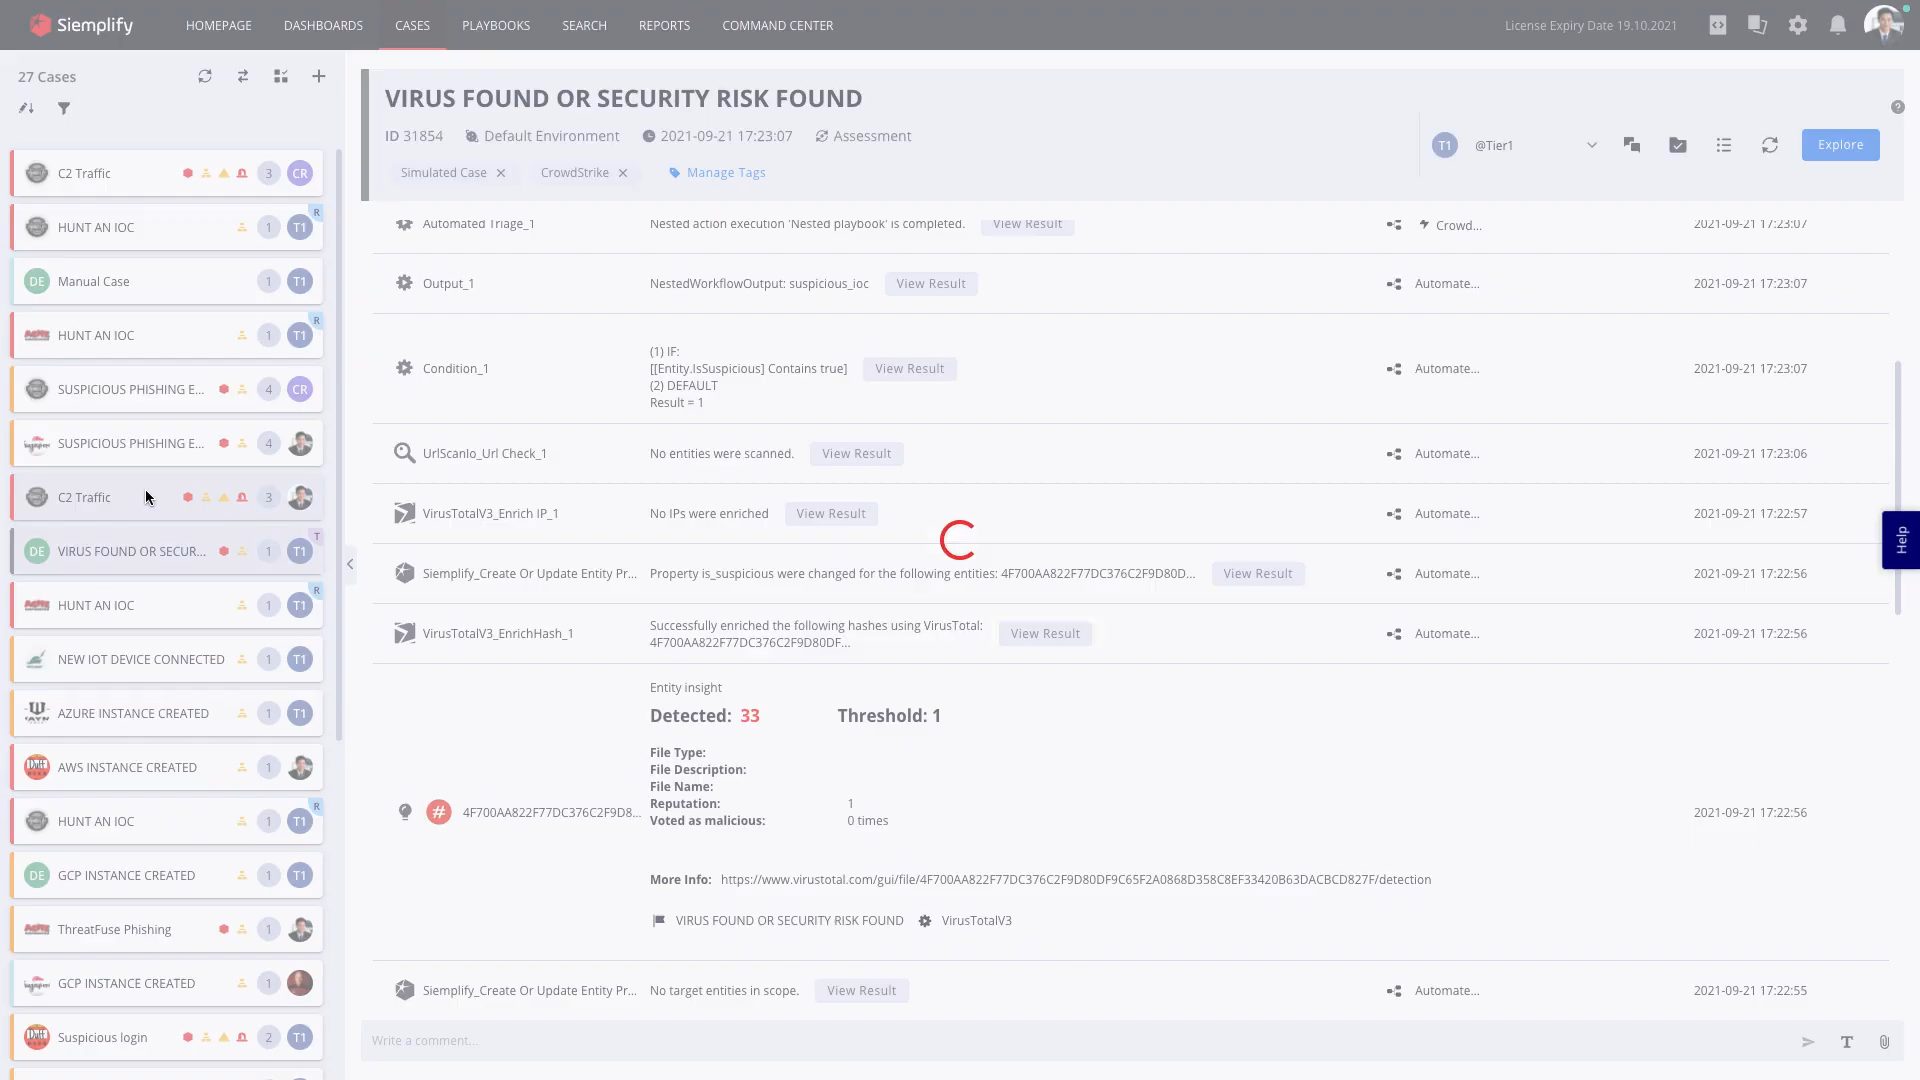 Siemplify
HOMEPAGE
DASHBOARDS
CASES
PLAYBOOKS
SEARCH
REPORTS
COMMAND CENTER
License Expiry Date 19.10.2021
27 Cases
C2 Traffic 3 CR
HUNT AN IOC 1 T1 R
DE Manual Case 1 T1
HUNT AN IOC 1 T1 R
SUSPICIOUS PHISHING E... 4 CR
SUSPICIOUS PHISHING E... 4
C2 Traffic 3
DE VIRUS FOUND OR SECUR... 1 T1 T
HUNT AN IOC 1 T1 R
NEW IOT DEVICE CONNECTED 1 T1
AZURE INSTANCE CREATED 1 T1
AWS INSTANCE CREATED 1
HUNT AN IOC 1 T1 R
DE GCP INSTANCE CREATED 1 T1
ThreatFuse Phishing 1
GCP INSTANCE CREATED 1
Suspicious login 2 T1
VIRUS FOUND OR SECURITY RISK FOUND
ID 31854 Default Environment 2021-09-21 17:23:07 Assessment
Simulated Case CrowdStrike Manage Tags
T1 @Tier1 Explore
Automated Triage_1 Nested action execution 'Nested playbook' is completed. View Result Crowd... 2021-09-21 17:23:07
Output_1 NestedWorkflowOutput: suspicious_ioc View Result Automate... 2021-09-21 17:23:07
(1) IF:
Condition_1 [[Entity.IsSuspicious] Contains true] View Result Automate... 2021-09-21 17:23:07
(2) DEFAULT
Result = 1
UrlScanIo_Url Check_1 No entities were scanned. View Result Automate... 2021-09-21 17:23:06
VirusTotalV3_Enrich IP_1 No IPs were enriched View Result Automate... 2021-09-21 17:22:57
Siemplify_Create Or Update Entity Pr... Property is_suspicious were changed for the following entities: 4F700AA822F77DC376C2F9D80D... View Result Automate... 2021-09-21 17:22:56
VirusTotalV3_EnrichHash_1 Successfully enriched the following hashes using VirusTotal: View Result Automate... 2021-09-21 17:22:56
4F700AA822F77DC376C2F9D80DF...
Entity insight
Detected: 33 Threshold: 1
File Type:
File Description:
File Name:
Reputation: 1
# 4F700AA822F77DC376C2F9D8... 2021-09-21 17:22:56
Voted as malicious: 0 times
More Info: https://www.virustotal.com/gui/file/4F700AA822F77DC376C2F9D80DF9C65F2A0868D358C8EF33420B63DACBCD827F/detection
VIRUS FOUND OR SECURITY RISK FOUND VirusTotalV3
Siemplify_Create Or Update Entity Pr... No target entities in scope. View Result Automate... 2021-09-21 17:22:55
Write a comment...
Help